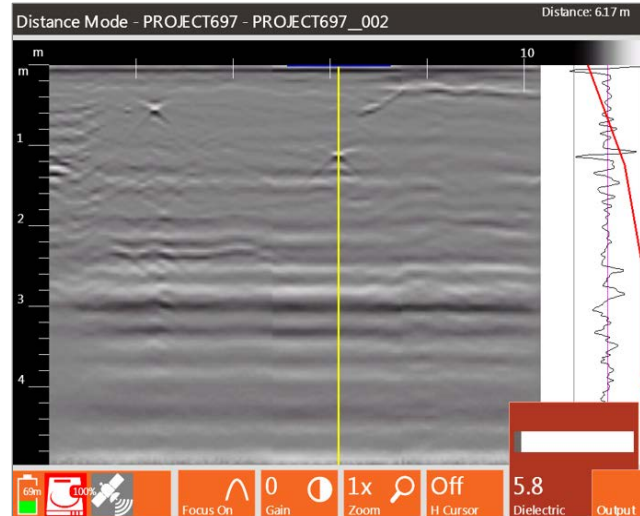 Distance Mode - PROJECT697 - PROJECT697__002
Distance: 6.17 m
m
10
m
1
2
3
4
69m
100%
Focus On
0
Gain
1x
Zoom
Off
H Cursor
5.8
Dielectric
Output